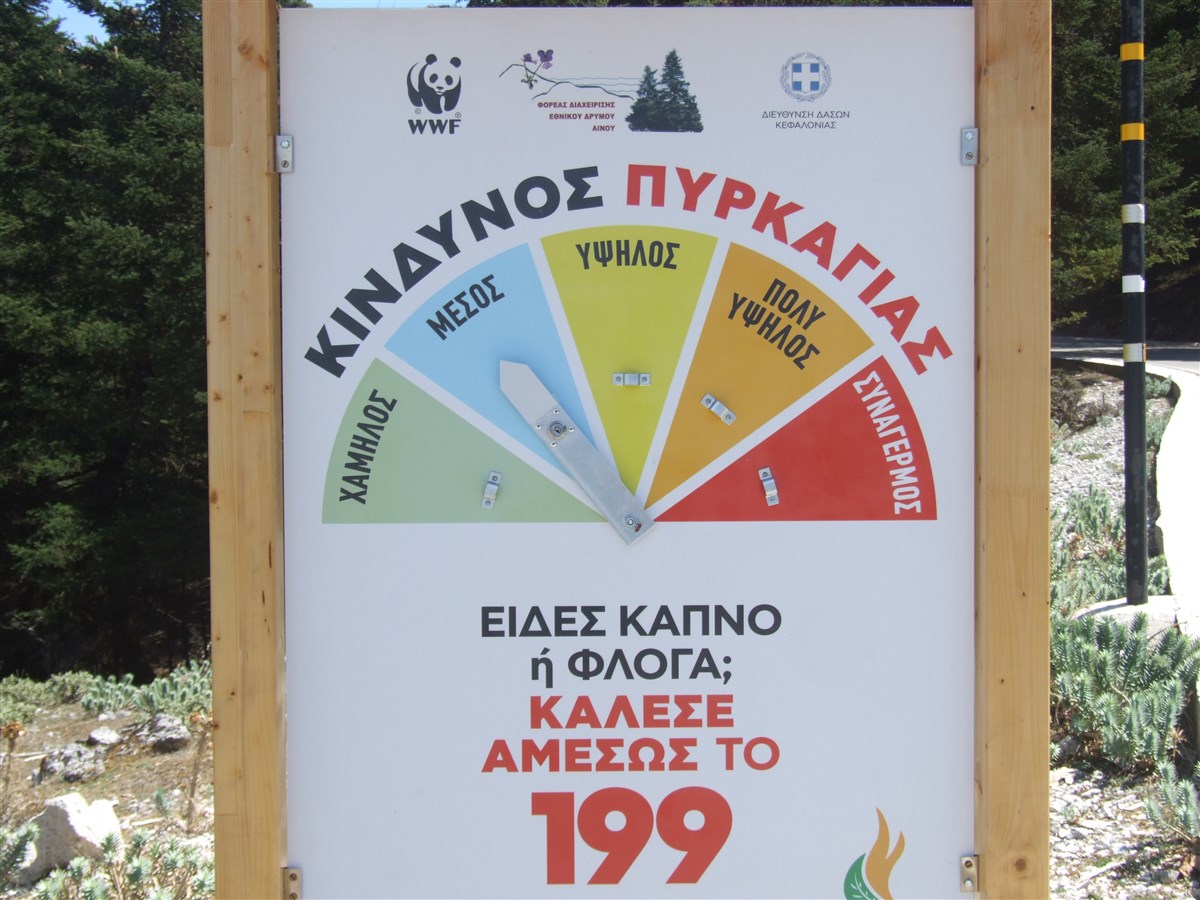 WWF
ΦΟΡΕΑΣ ΔΙΑΧΕΙΡΙΣΗΣ
ΕΘΝΙΚΟΥ ΔΡΥΜΟΥ
ΑΙΝΟΥ
ΔΙΕΥΘΥΝΣΗ ΔΑΣΩΝ
ΚΕΦΑΛΟΝΙΑΣ
ΚΙΝΔΥΝΟΣ ΠΥΡΚΑΓΙΑΣ
ΧΑΜΗΛΟΣ
ΜΕΣΟΣ
ΥΨΗΛΟΣ
ΠΟΛΥ
ΥΨΗΛΟΣ
ΣΥΝΑΓΕΡΜΟΣ
ΕΙΔΕΣ ΚΑΠΝΟ
ή ΦΛΟΓΑ;
ΚΑΛΕΣΕ
ΑΜΕΣΩΣ ΤΟ
199